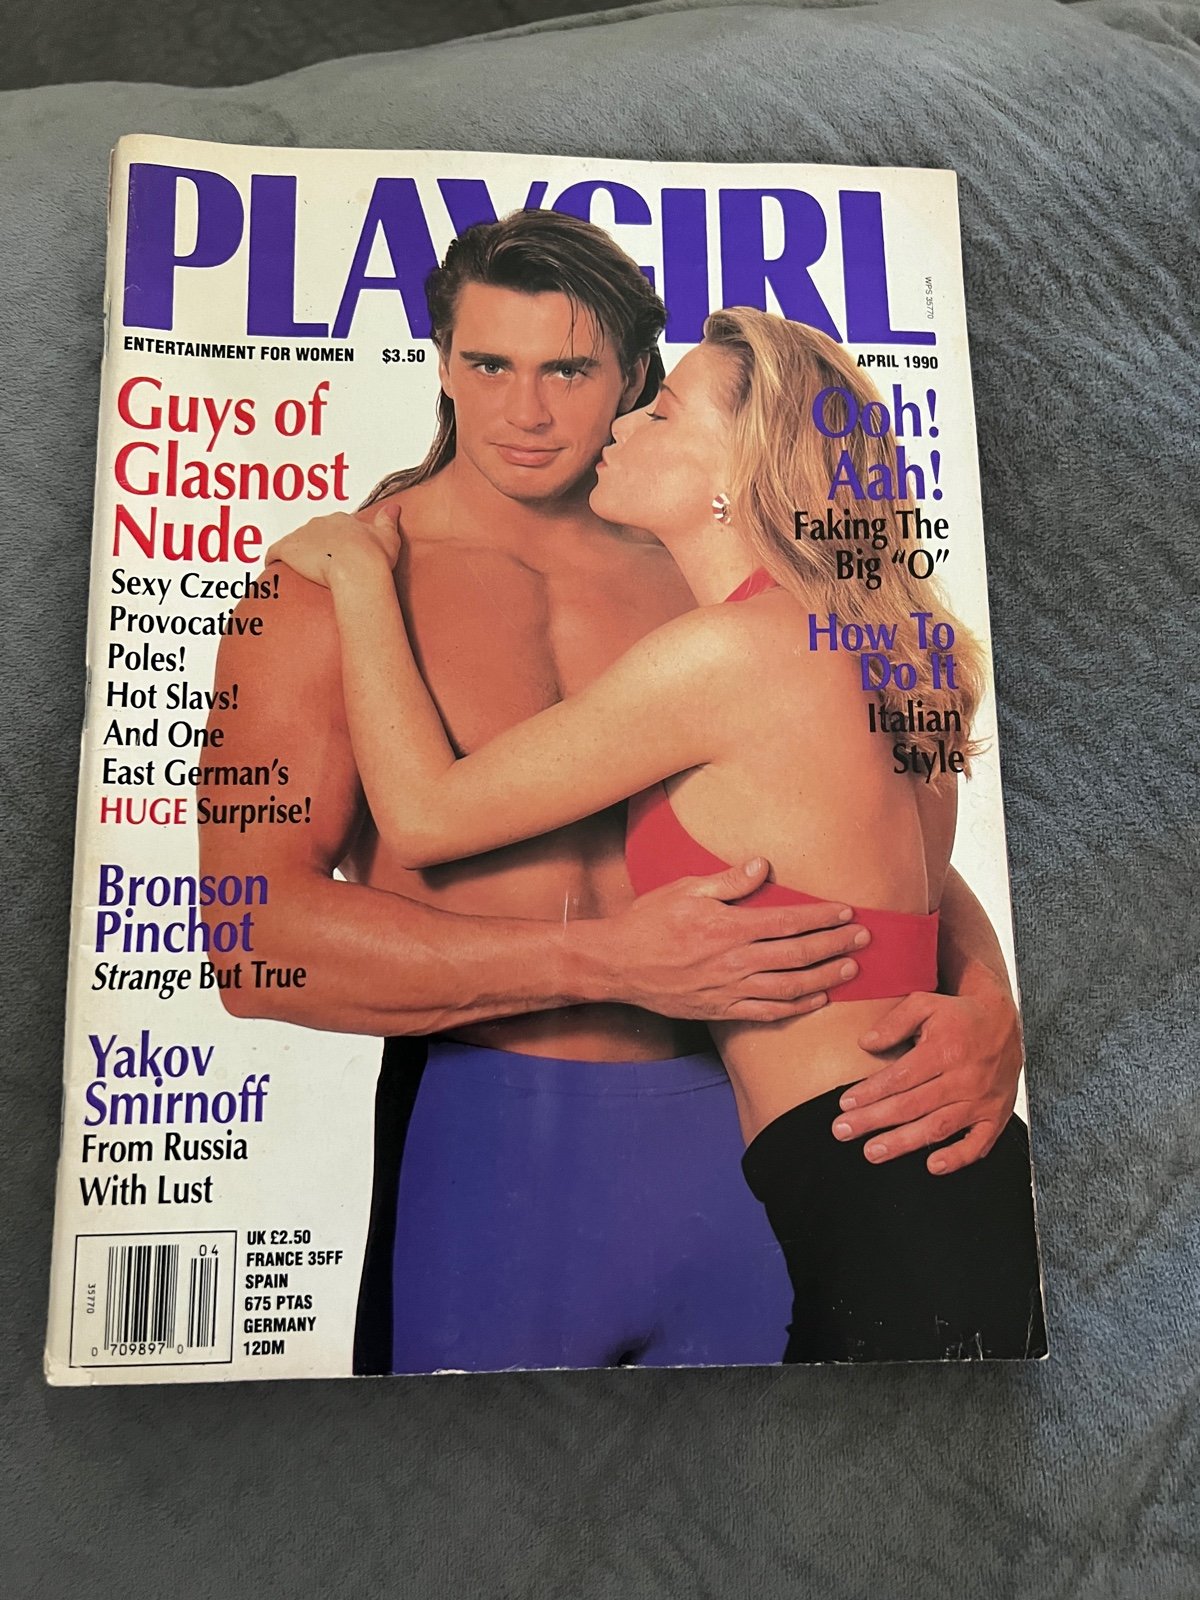 PLAYGIRL
WPS 35770
ENTERTAINMENT FOR WOMEN $3.50
APRIL 1990
Guys of
Glasnost
Nude
Sexy Czechs!
Provocative
Poles!
Hot Slavs!
And One
East German's
HUGE Surprise!
Bronson
Pinchot
Strange But True
Yakov
Smirnoff
From Russia
With Lust
Ooh!
Aah!
Faking The
Big “O”
How To
Do It
Italian
Style
04
35770
0 709897 0
UK £2.50
FRANCE 35FF
SPAIN
675 PTAS
GERMANY
12DM